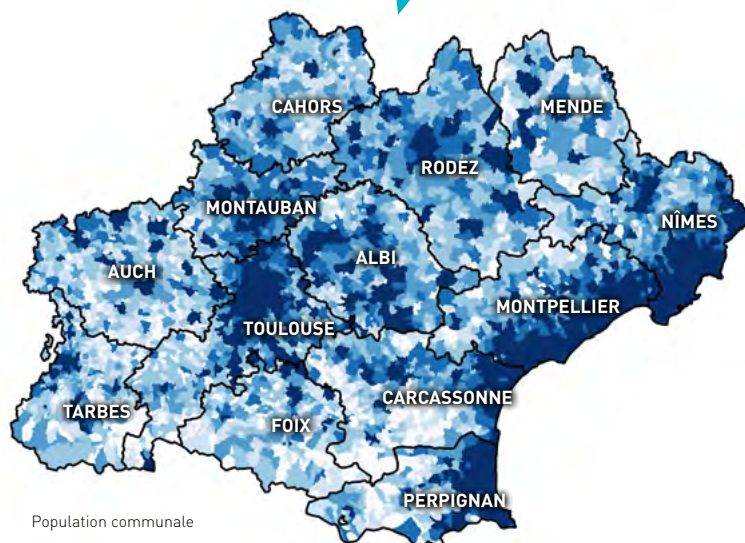 CAHORS
MENDE
RODEZ
MONTAUBAN
NÎMES
ALBI
AUCH
MONTPELLIER
TOULOUSE
CARCASSONNE
TARBES
FOIX
PERPIGNAN
Population communale